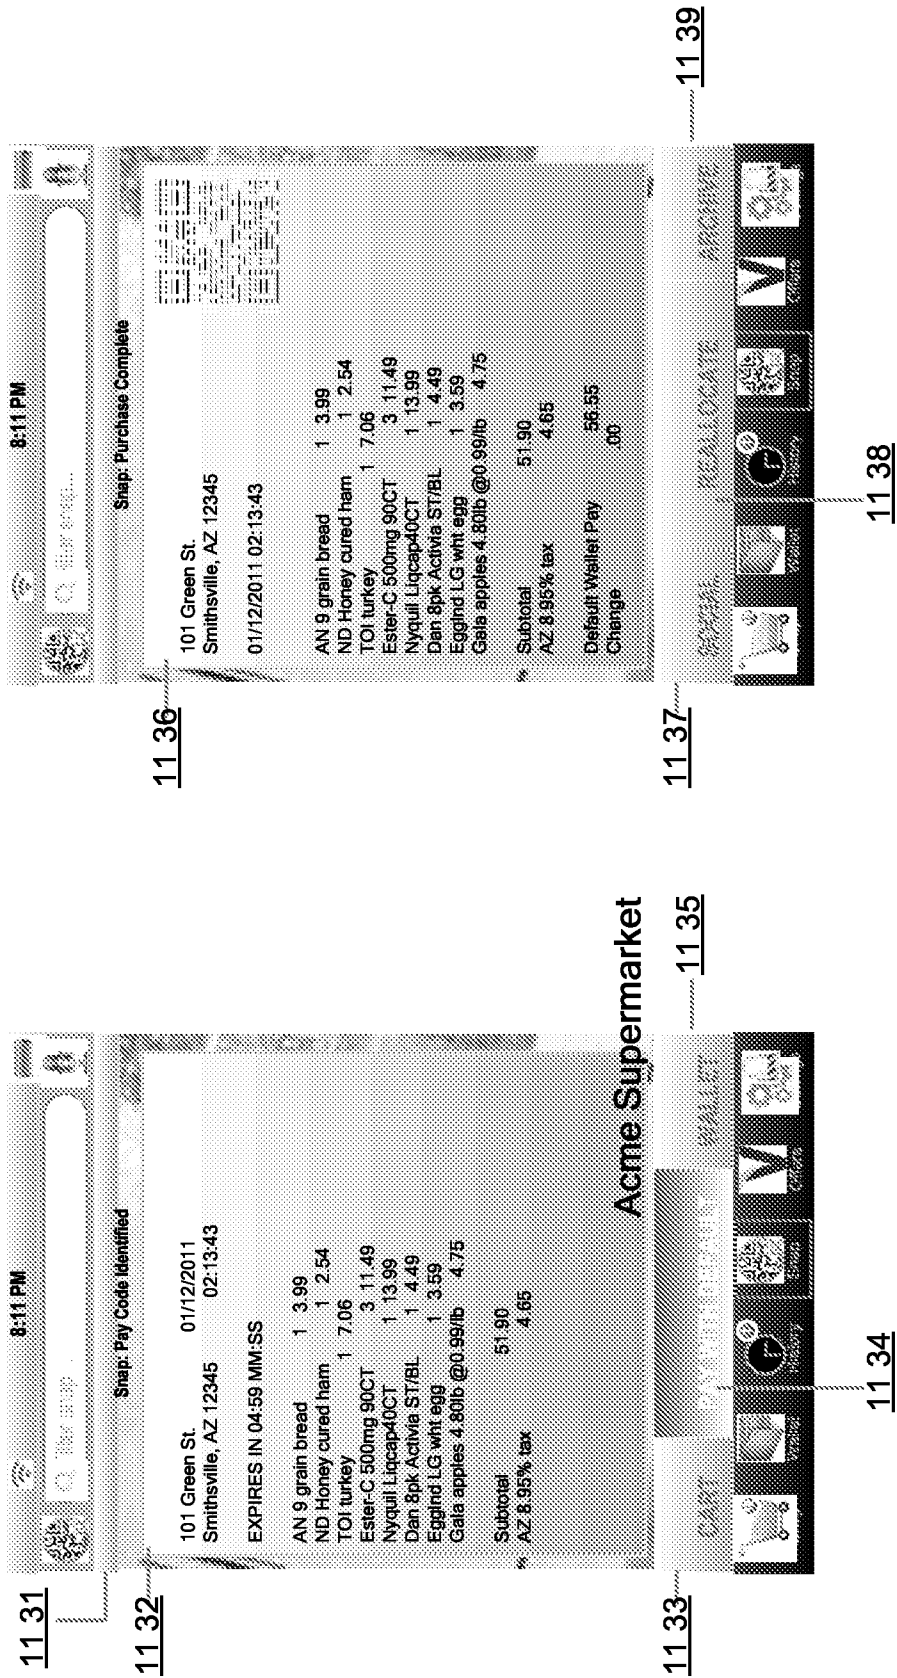 11 31
8:11 PM
Snap: Pay Code Identified
11 32
101 Green St. 01/12/2011
Smithsville, AZ 12345 02:13:43
EXPIRES IN 04:59 MM:SS
AN 9 grain bread 1 3.99
ND Honey cured ham 1 2.54
TOI turkey 1 7.06
Ester-C 500mg 90CT 3 11.49
Nyquil Liqcap40CT 1 13.99
Dan 8pk Activia ST/BL 1 4.49
Egglnd LG wht egg 1 3.59
Gala apples 4.80lb @0.99/lb 4.75
Subtotal 51.90
AZ 8.95% tax 4.65
Acme Supermarket
11 33
CART
WALLET
11 35
11 34
8:11 PM
Snap: Purchase Complete
11 36
101 Green St.
Smithsville, AZ 12345
01/12/2011 02:13:43
AN 9 grain bread 1 3.99
ND Honey cured ham 1 2.54
TOI turkey 1 7.06
Ester-C 500mg 90CT 3 11.49
Nyquil Liqcap40CT 1 13.99
Dan 8pk Activia ST/BL 1 4.49
Egglnd LG wht egg 1 3.59
Gala apples 4.80lb @0.99/lb 4.75
Subtotal 51.90
AZ 8.95% tax 4.65
Default Wallet Pay 56.55
Change .00
11 37
REALLOCATE
ARCHIVE
11 39
11 38